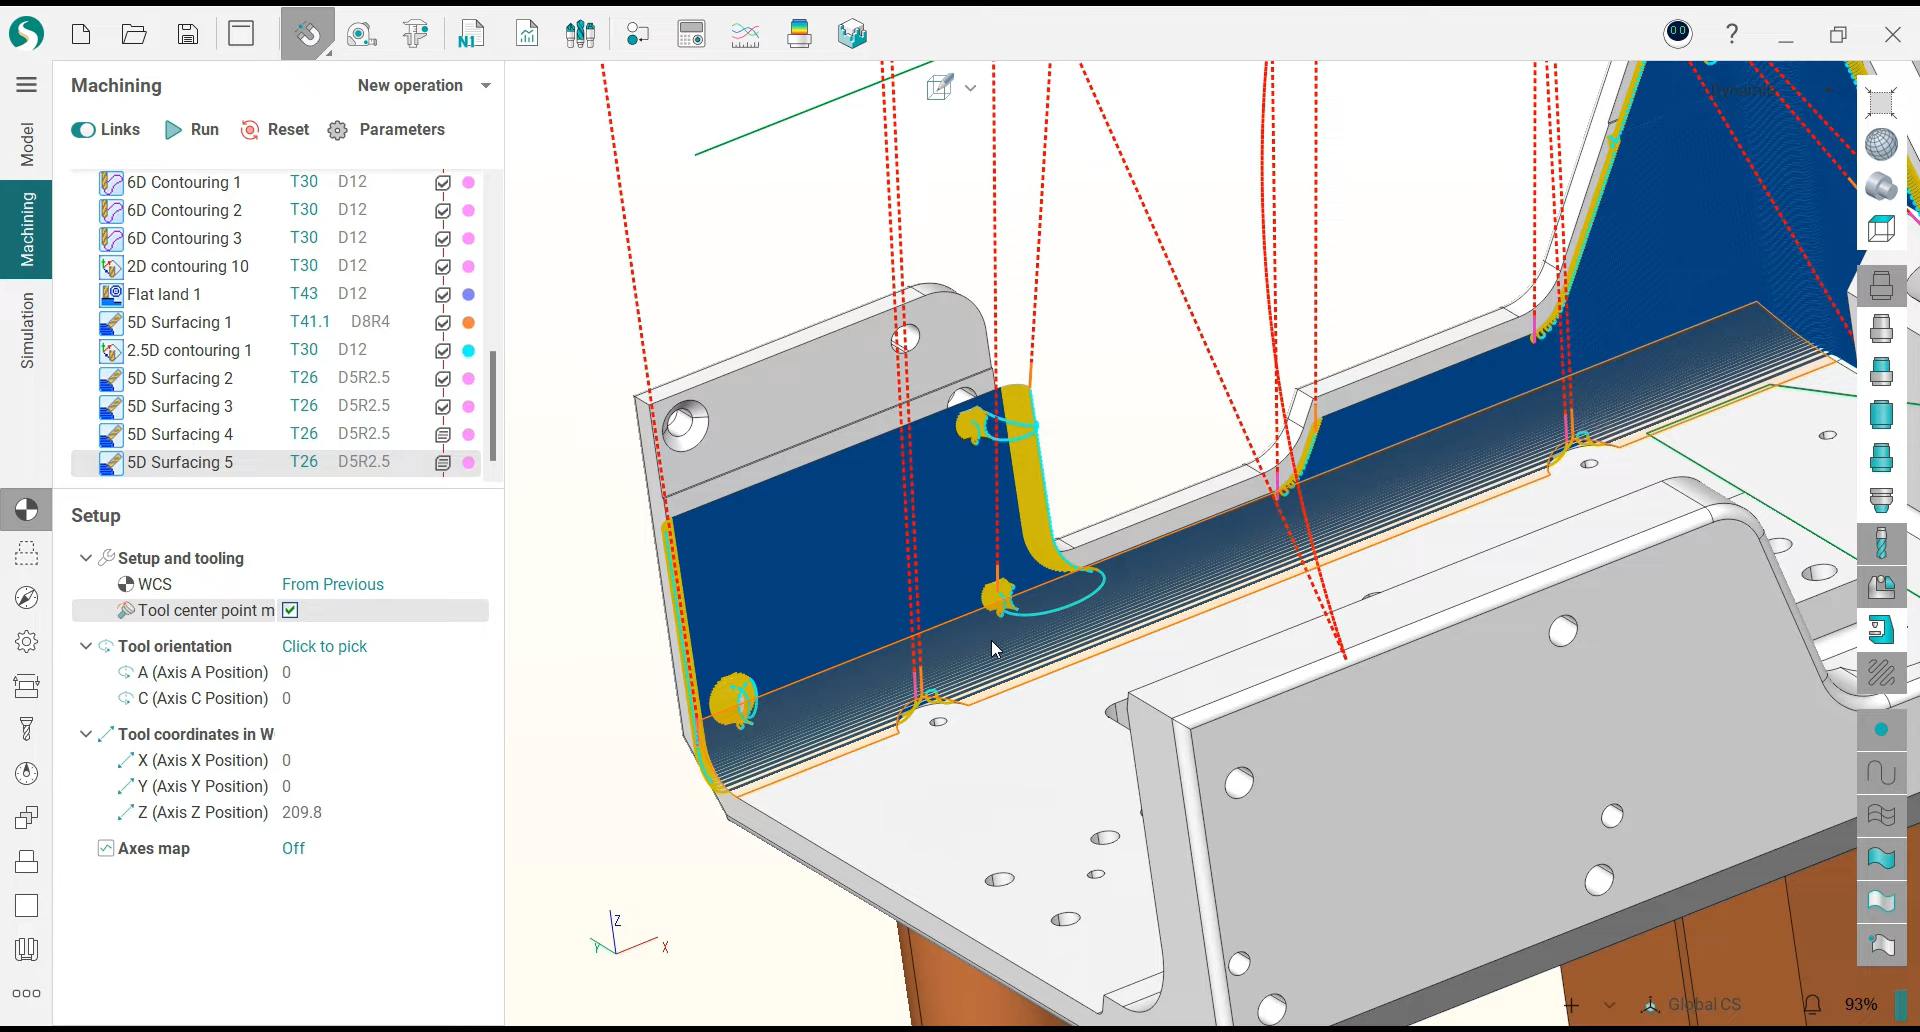 N1
Machining
New operation
Links
Run
Reset
Parameters
Model
Machining
Simulation
6D Contouring 1 T30 D12
6D Contouring 2 T30 D12
6D Contouring 3 T30 D12
2D contouring 10 T30 D12
Flat land 1 T43 D12
5D Surfacing 1 T41.1 D8R4
2.5D contouring 1 T30 D12
5D Surfacing 2 T26 D5R2.5
5D Surfacing 3 T26 D5R2.5
5D Surfacing 4 T26 D5R2.5
5D Surfacing 5 T26 D5R2.5
Setup
Setup and tooling
WCS From Previous
Tool center point m
Tool orientation Click to pick
A (Axis A Position) 0
C (Axis C Position) 0
Tool coordinates in W
X (Axis X Position) 0
Y (Axis Y Position) 0
Z (Axis Z Position) 209.8
Axes map Off
Dynamic
Z
Y
X
Global CS
93%